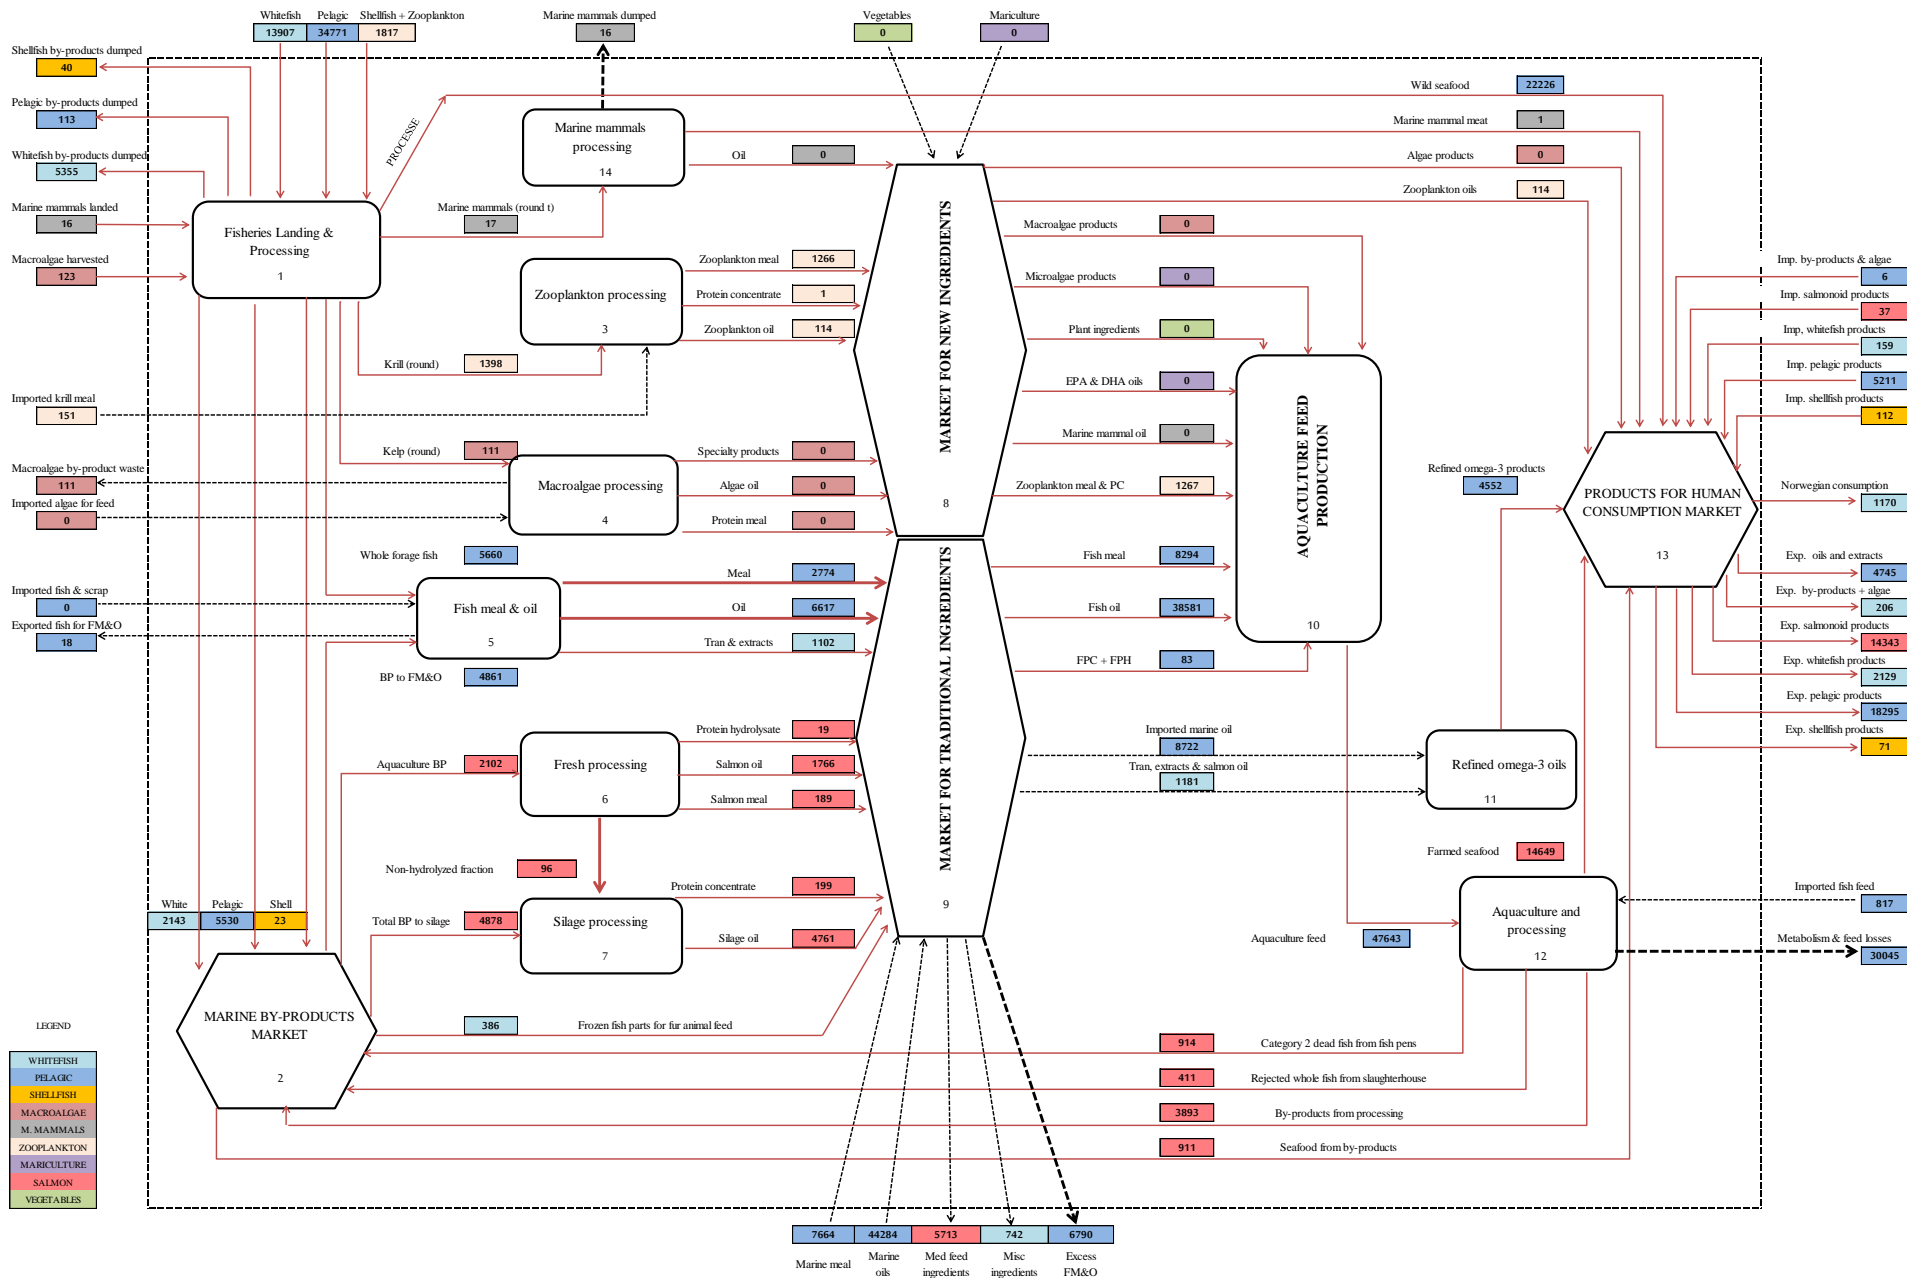 Whitefish Pelagic Shellfish + Zooplankton
13907 34771 1817
Marine mammals dumped
16
Vegetables
0
Mariculture
0
Shellfish by-products dumped
40
Pelagic by-products dumped
113
Whitefish by-products dumped
5355
Marine mammals landed
16
Macroalgae harvested
123
Imported krill meal
151
Macroalgae by-product waste
111
Imported algae for feed
0
Imported fish & scrap
0
Exported fish for FM&O
18
PROCESSE
Fisheries Landing &
Processing
1
Marine mammals
processing
14
Oil
0
Marine mammals (round t)
17
Zooplankton processing
3
Zooplankton meal
1266
Protein concentrate
1
Zooplankton oil
114
Krill (round)
1398
Kelp (round)
111
Macroalgae processing
4
Specialty products
0
Algae oil
0
Protein meal
0
Whole forage fish
5660
Fish meal & oil
5
Meal
2774
Oil
6617
Tran & extracts
1102
BP to FM&O
4861
Aquaculture BP
2102
Fresh processing
6
Protein hydrolysate
19
Salmon oil
1766
Salmon meal
189
Non-hydrolyzed fraction
96
Total BP to silage
4878
Silage processing
7
Protein concentrate
199
Silage oil
4761
White Pelagic Shell
2143 5530 23
MARINE BY-PRODUCTS
MARKET
2
386
Frozen fish parts for fur animal feed
MARKET FOR NEW INGREDIENTS
8
MARKET FOR TRADITIONAL INGREDIENTS
9
Wild seafood
22226
Marine mammal meat
1
Algae products
0
Zooplankton oils
114
Macroalgae products
0
Microalgae products
0
Plant ingredients
0
EPA & DHA oils
0
Marine mammal oil
0
Zooplankton meal & PC
1267
Fish meal
8294
Fish oil
38581
FPC + FPH
83
AQUACULTURE FEED
PRODUCTION
10
Imported marine oil
8722
Tran, extracts & salmon oil
1181
Refined omega-3 oils
11
Refined omega-3 products
4552
Farmed seafood
14649
Aquaculture feed
47643
Aquaculture and
processing
12
PRODUCTS FOR HUMAN
CONSUMPTION MARKET
13
Imp. by-products & algae
6
Imp. salmonoid products
37
Imp, whitefish products
159
Imp. pelagic products
5211
Imp. shellfish products
112
Norwegian consumption
1170
Exp. oils and extracts
4745
Exp. by-products + algae
206
Exp. salmonoid products
14343
Exp. whitefish products
2129
Exp. pelagic products
18295
Exp. shellfish products
71
Imported fish feed
817
Metabolism & feed losses
30045
914
Category 2 dead fish from fish pens
411
Rejected whole fish from slaughterhouse
3893
By-products from processing
911
Seafood from by-products
7664 44284 5713 742 6790
Marine meal
Marine
oils
Med feed
ingredients
Misc
ingredients
Excess
FM&O
LEGEND
WHITEFISH
PELAGIC
SHELLFISH
MACROALGAE
M. MAMMALS
ZOOPLANKTON
MARICULTURE
SALMON
VEGETABLES